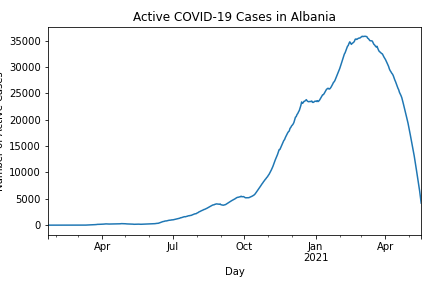 Active COVID-19 Cases in Albania
Number of Active Cases
35000
30000
25000
20000
15000
10000
5000
0
Apr Jul Oct Jan Apr
2021
Day